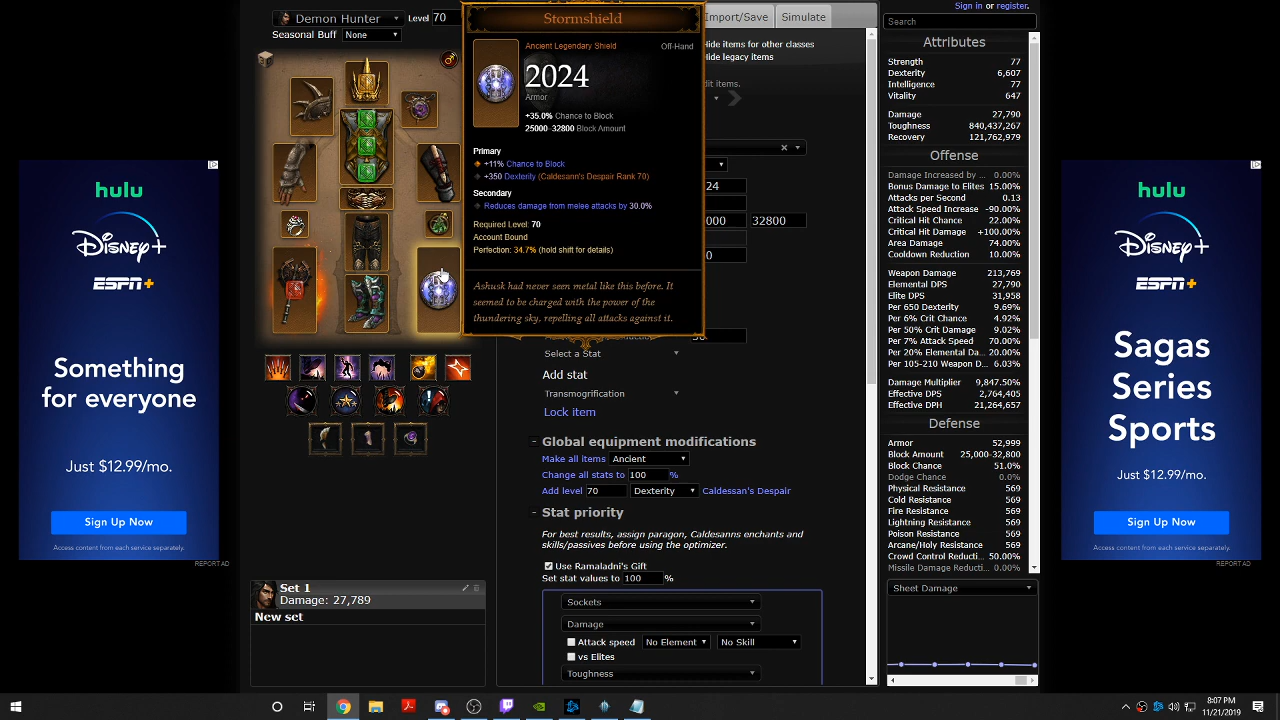 Demon Hunter
Level 70
Seasonal Buff None
Stormshield
Ancient Legendary Shield
Off-Hand
2024
Armor
+35.0% Chance to Block
25000-32800 Block Amount
Primary
+11% Chance to Block
+350 Dexterity (Caldesann's Despair Rank 70)
Secondary
Reduces damage from melee attacks by 30.0%
Required Level: 70
Account Bound
Perfection: 34.7% (hold shift for details)
Ashusk had never seen metal like this before. It
seemed to be charged with the power of the
thundering sky, repelling all attacks against it.
Import/Save
Simulate
items for other classes
legacy items
edit items.
24
32800
Select a Stat
Add stat
Transmogrification
Lock item
Global equipment modifications
Make all items Ancient
Change all stats to 100 %
Add level 70 Dexterity Caldessan's Despair
Stat priority
For best results, assign paragon, Caldesanns enchants and
skills/passives before using the optimizer.
Use Ramaladni's Gift
Set stat values to 100 %
Sockets
Damage
Attack speed No Element No Skill
vs Elites
Toughness
Set 1
Damage: 27,789
New set
Sign in or register.
Search
Attributes
Strength 77
Dexterity 6,607
Intelligence 77
Vitality 647
Damage 27,790
Toughness 840,437,267
Recovery 121,762,979
Offense
Damage Increased by ... 0.00%
Bonus Damage to Elites 15.00%
Attacks per Second 0.13
Attack Speed Increase -90.00%
Critical Hit Chance 22.00%
Critical Hit Damage +100.00%
Area Damage 74.00%
Cooldown Reduction 10.00%
Weapon Damage 213,769
Elemental DPS 27,790
Elite DPS 31,958
Per 650 Dexterity 9.69%
Per 6% Crit Chance 4.92%
Per 50% Crit Damage 9.02%
Per 7% Attack Speed 70.00%
Per 20% Elemental Da... 20.00%
Per 105-210 Weapon D... 6.03%
Damage Multiplier 9,847.50%
Effective DPS 2,764,405
Effective DPH 21,264,657
Defense
Armor 52,999
Block Amount 25,000-32,800
Block Chance 51.0%
Dodge Chance 0.0%
Physical Resistance 569
Cold Resistance 569
Fire Resistance 569
Lightning Resistance 569
Poison Resistance 569
Arcane/Holy Resistance 569
Crowd Control Reducti... 50.00%
Missile Damage Reducti... 0.00%
Sheet Damage
hulu
Disney+
ESPN+
Something
for everyone
Just $12.99/mo.
Sign Up Now
Access content from each service separately.
REPORT AD
hulu
Disney+
ESPN+
Sagas
Series
Sports
Just $12.99/mo.
Sign Up Now
Access content from each service separately.
REPORT AD
8:07 PM
11/21/2019